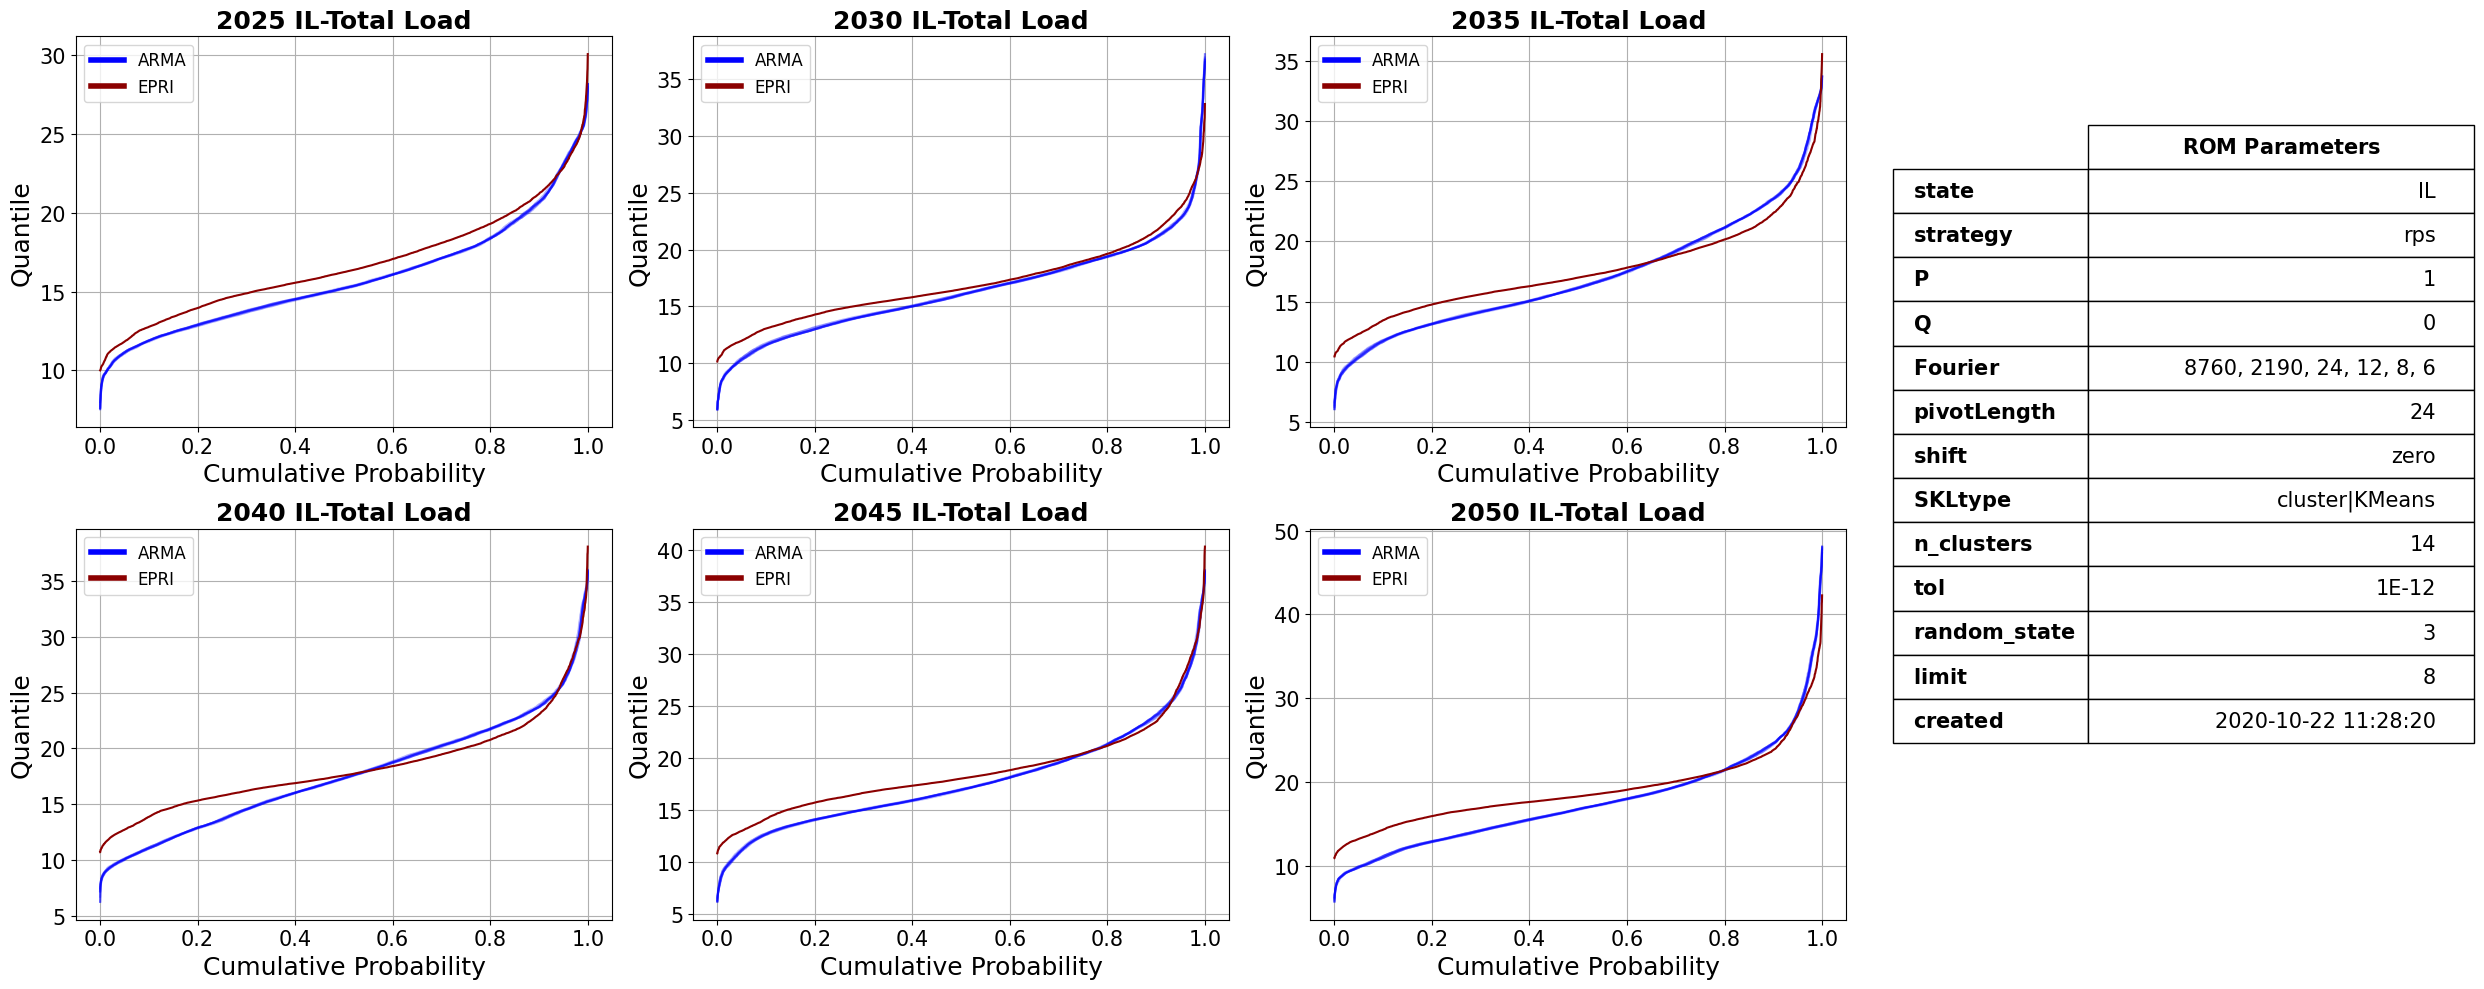 2025 IL-Total Load
30
25
20
15
10
Quantile
ARMA
EPRI
0.0 0.2 0.4 0.6 0.8 1.0
Cumulative Probability
2030 IL-Total Load
35
30
25
20
15
10
5
Quantile
ARMA
EPRI
0.0 0.2 0.4 0.6 0.8 1.0
Cumulative Probability
2035 IL-Total Load
35
30
25
20
15
10
5
Quantile
ARMA
EPRI
0.0 0.2 0.4 0.6 0.8 1.0
Cumulative Probability
2040 IL-Total Load
35
30
25
20
15
10
5
Quantile
ARMA
EPRI
0.0 0.2 0.4 0.6 0.8 1.0
Cumulative Probability
2045 IL-Total Load
40
35
30
25
20
15
10
5
Quantile
ARMA
EPRI
0.0 0.2 0.4 0.6 0.8 1.0
Cumulative Probability
2050 IL-Total Load
50
40
30
20
10
Quantile
ARMA
EPRI
0.0 0.2 0.4 0.6 0.8 1.0
Cumulative Probability
ROM Parameters
state IL
strategy rps
P 1
Q 0
Fourier 8760, 2190, 24, 12, 8, 6
pivotLength 24
shift zero
SKLtype cluster|KMeans
n_clusters 14
tol 1E-12
random_state 3
limit 8
created 2020-10-22 11:28:20